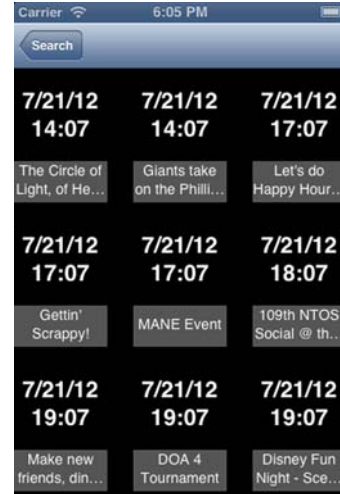 Carrier 6:05 PM
Search
7/21/12 7/21/12 7/21/12
14:07 14:07 17:07
The Circle of Giants take Let's do
Light, of He... on the Philli... Happy Hour...
7/21/12 7/21/12 7/21/12
17:07 17:07 18:07
Gettin' MANE Event 109th NTOS
Scrappy! Social @ th...
7/21/12 7/21/12 7/21/12
19:07 19:07 19:07
Make new DOA 4 Disney Fun
friends, din... Tournament Night - Sce...